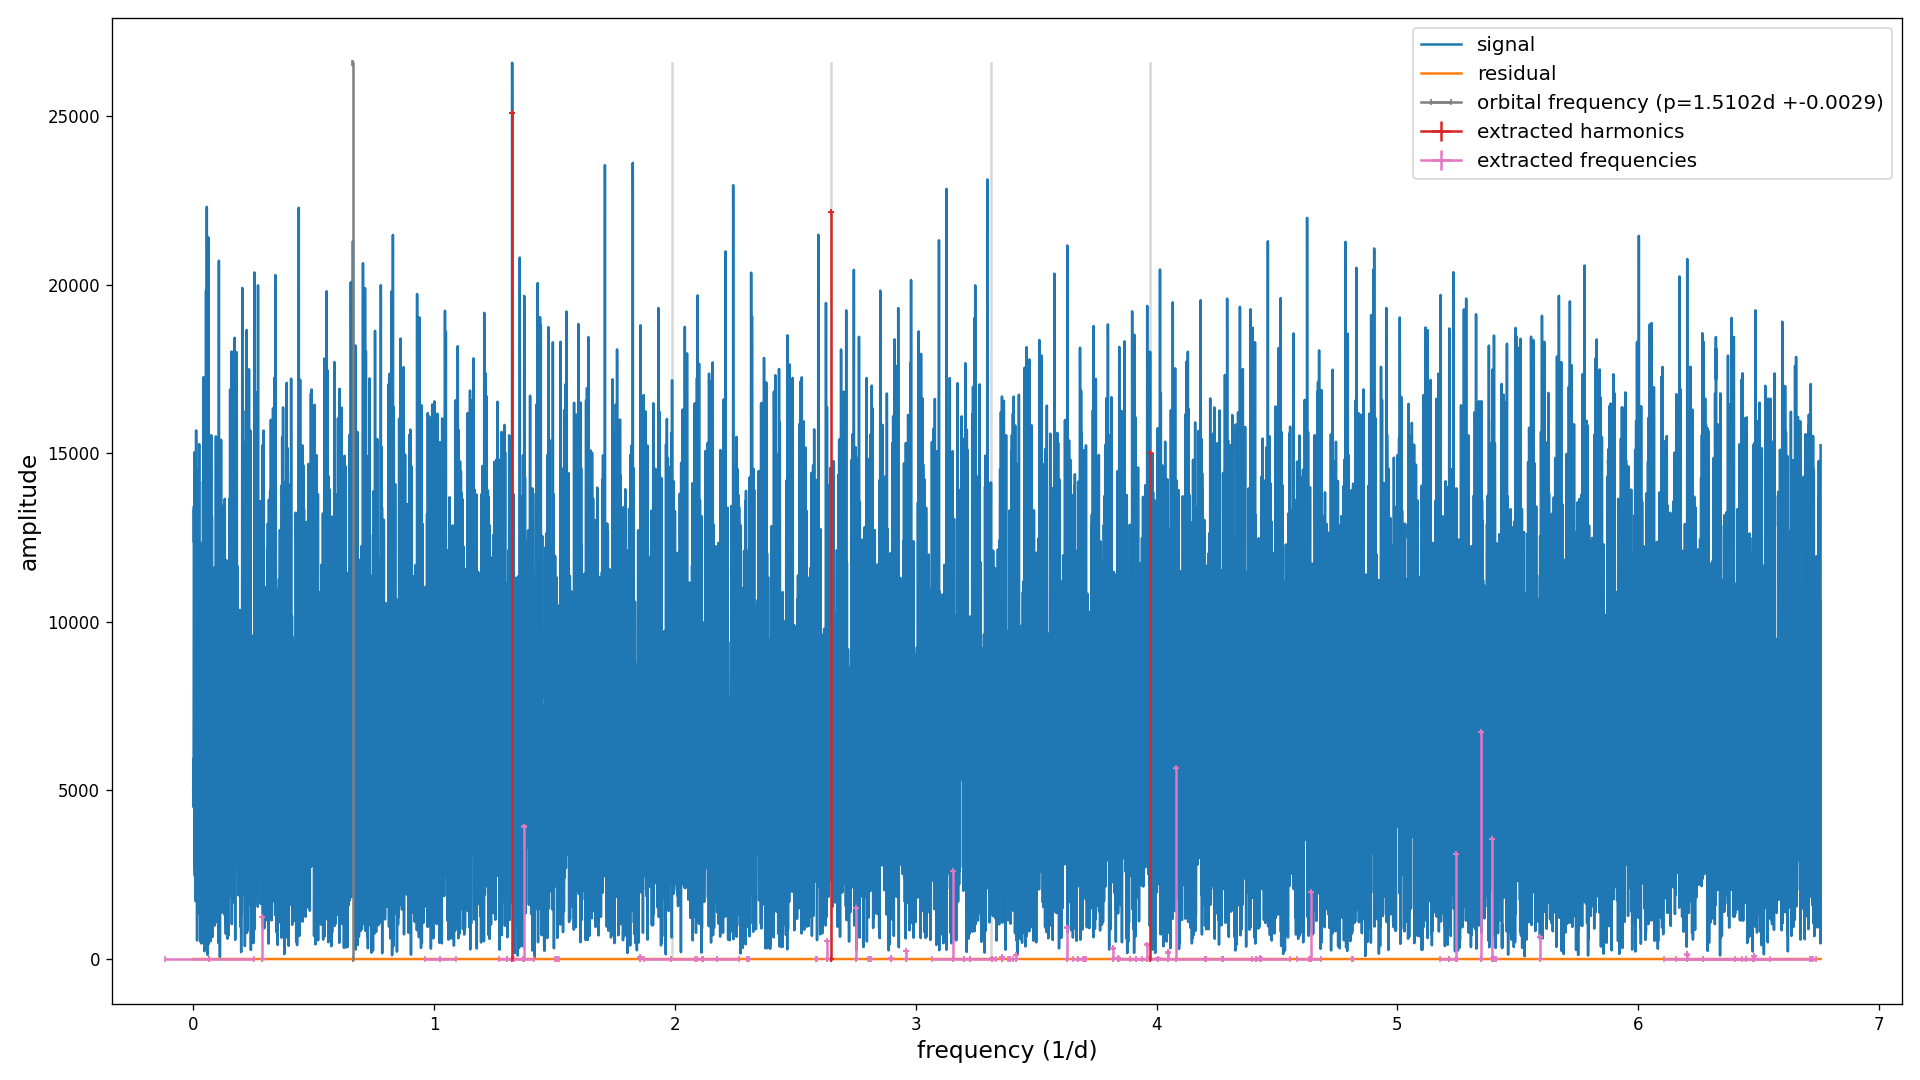 signal
residual
orbital frequency (p=1.5102d +-0.0029)
extracted harmonics
extracted frequencies
25000
20000
15000
10000
5000
0
amplitude
0 1 2 3 4 5 6 7
frequency (1/d)